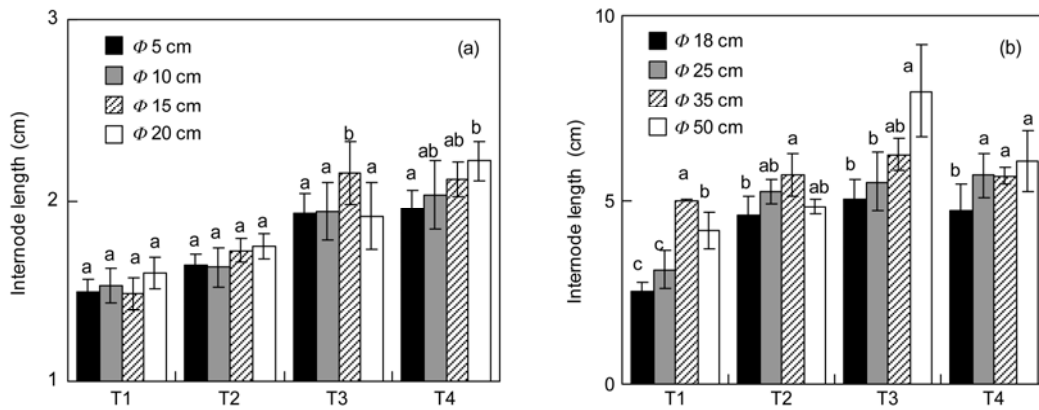 3
(a)
Φ 5 cm
Φ 10 cm
Φ 15 cm
Φ 20 cm
Internode length (cm)
2
1
a a a a
a a a a
a a b a
a ab ab b
T1 T2 T3 T4
10
(b)
Φ 18 cm
Φ 25 cm
Φ 35 cm
Φ 50 cm
Internode length (cm)
5
0
c c a b
b ab a ab
b b ab a
b a a a
T1 T2 T3 T4